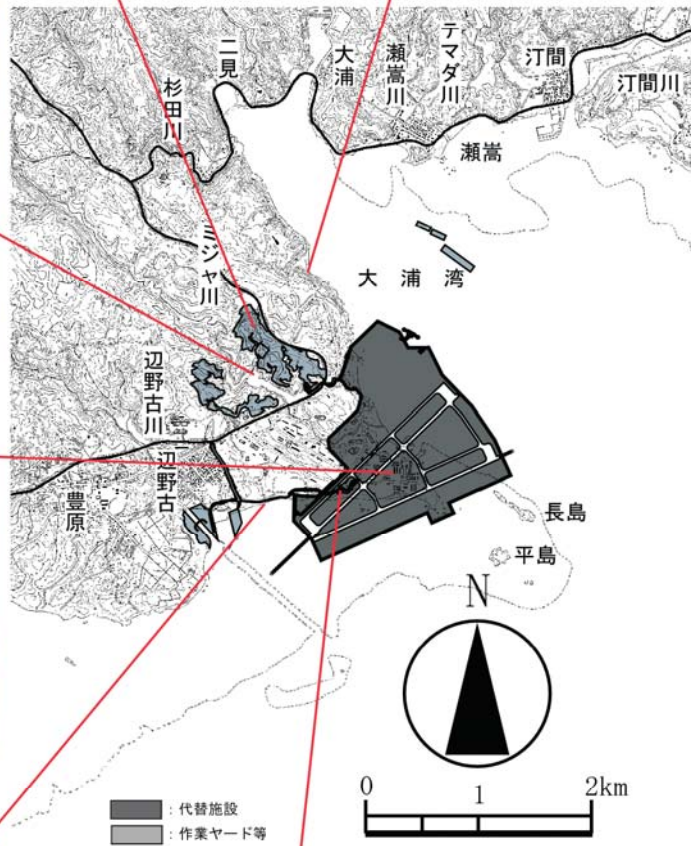 二見
大浦
瀬嵩川
テマダ川
汀間
汀間川
杉田川
瀬嵩
ミジャ川
大浦湾
辺野古川
辺野古
豊原
長島
平島
N
0 1 2km
: 代替施設
: 作業ヤード等